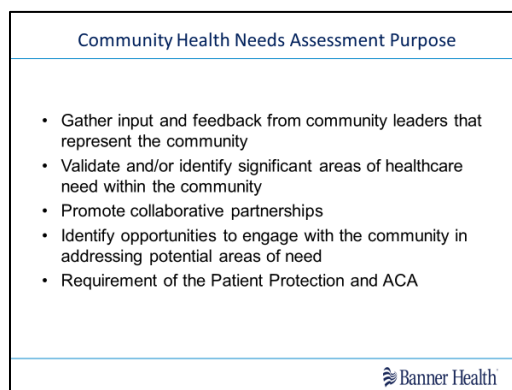 Community Health Needs Assessment Purpose
• Gather input and feedback from community leaders that
represent the community
• Validate and/or identify significant areas of healthcare
need within the community
• Promote collaborative partnerships
• Identify opportunities to engage with the community in
addressing potential areas of need
• Requirement of the Patient Protection and ACA
Banner Health